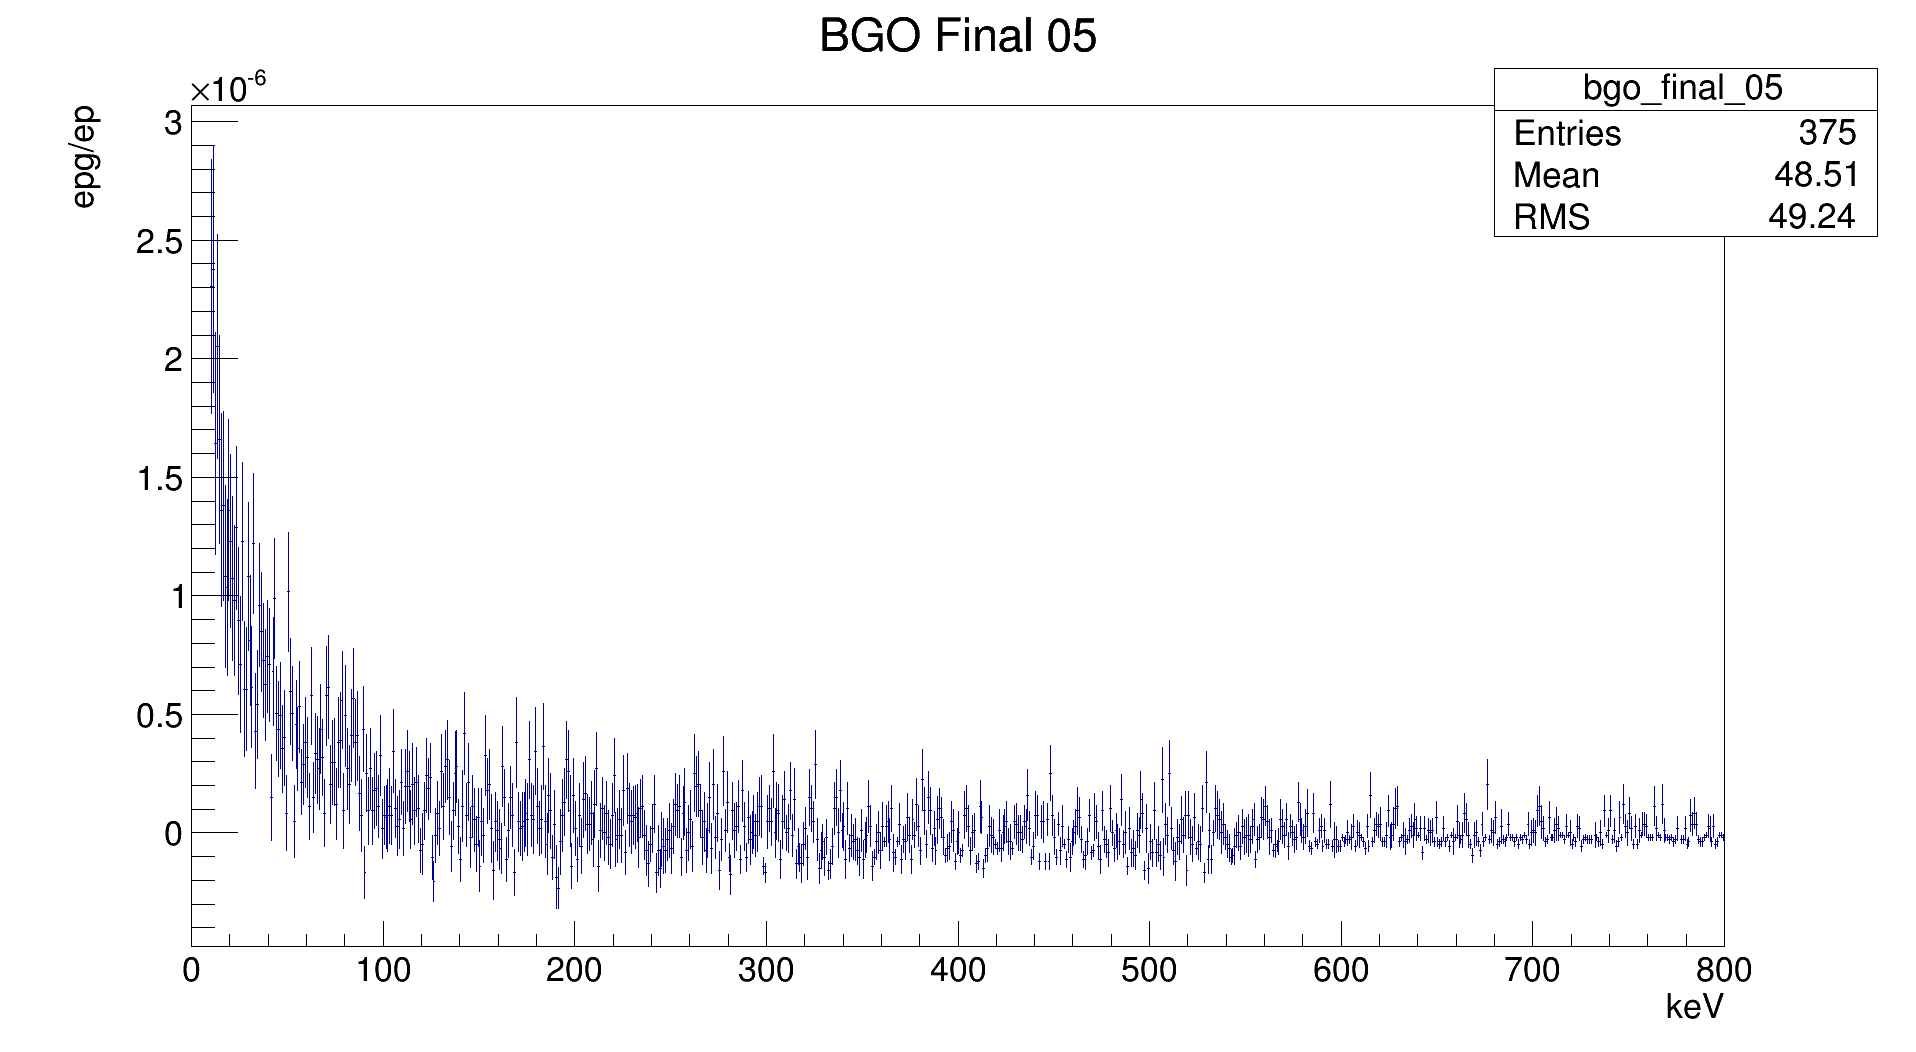 BGO Final 05
×10-6
epg/ep
bgo_final_05
Entries 375
Mean 48.51
RMS 49.24
3
2.5
2
1.5
1
0.5
0
0 100 200 300 400 500 600 700 800
keV